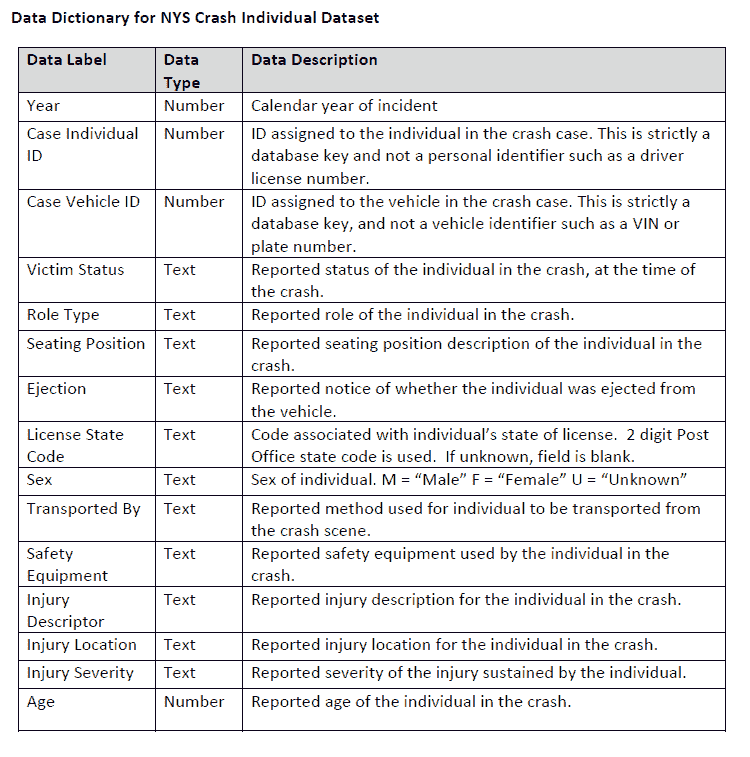 Data Dictionary for NYS Crash Individual Dataset
Data Label Data Type Data Description
Year Number Calendar year of incident
Case Individual ID Number ID assigned to the individual in the crash case. This is strictly a
database key and not a personal identifier such as a driver
license number.
Case Vehicle ID Number ID assigned to the vehicle in the crash case. This is strictly a
database key, and not a vehicle identifier such as a VIN or
plate number.
Victim Status Text Reported status of the individual in the crash, at the time of
the crash.
Role Type Text Reported role of the individual in the crash.
Seating Position Text Reported seating position description of the individual in the
crash.
Ejection Text Reported notice of whether the individual was ejected from
the vehicle.
License State Code Text Code associated with individual’s state of license.  2 digit Post
Office state code is used.  If unknown, field is blank.
Sex Text Sex of individual. M = “Male” F = “Female” U = “Unknown”
Transported By Text Reported method used for individual to be transported from
the crash scene.
Safety Equipment Text Reported safety equipment used by the individual in the
crash.
Injury Descriptor Text Reported injury description for the individual in the crash.
Injury Location Text Reported injury location for the individual in the crash.
Injury Severity Text Reported severity of the injury sustained by the individual.
Age Number Reported age of the individual in the crash.